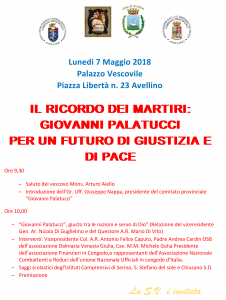 Lunedì 7 Maggio 2018
Palazzo Vescovile
Piazza Libertà n. 23 Avellino
IL RICORDO DEI MARTIRI:
GIOVANNI PALATUCCI
PER UN FUTURO DI GIUSTIZIA E
DI PACE
Ore 9,30
– Saluto del vescovo Mons. Arturo Aiello
– Introduzione dell'Gr. Uff. Giuseppe Nappa, presidente del comitato provinciale
"Giovanni Palatucci"
Ore 10,00
– "Giovanni Palatucci", giusto tra le nazioni e servo di Dio" (Relazione del vicepresidente
Gen. Ar. Nicola Di Guglielmo e del Questore A.R. Mario Di Vito)
– Interventi: Vicepresidente Col. A.R. Antonio Felice Caputo, Padre Andrea Cardin OSB
dell'associazione Dalmazia Venezia Giulia, Cav. M.M. Michele Golia Presidente
dell'associazione Finanzieri in Congedo,e rappresentanti dell'Associazione Nazionale
Combattenti e Reduci dell'unione Nazionale Ufficiali in congedo d'Italia.
– Saggi scolastici degl'Istituti Comprensivi di Serino, S. Stefano del sole e Chiusano S.D.
– Premiazione
La S.V. è invitata